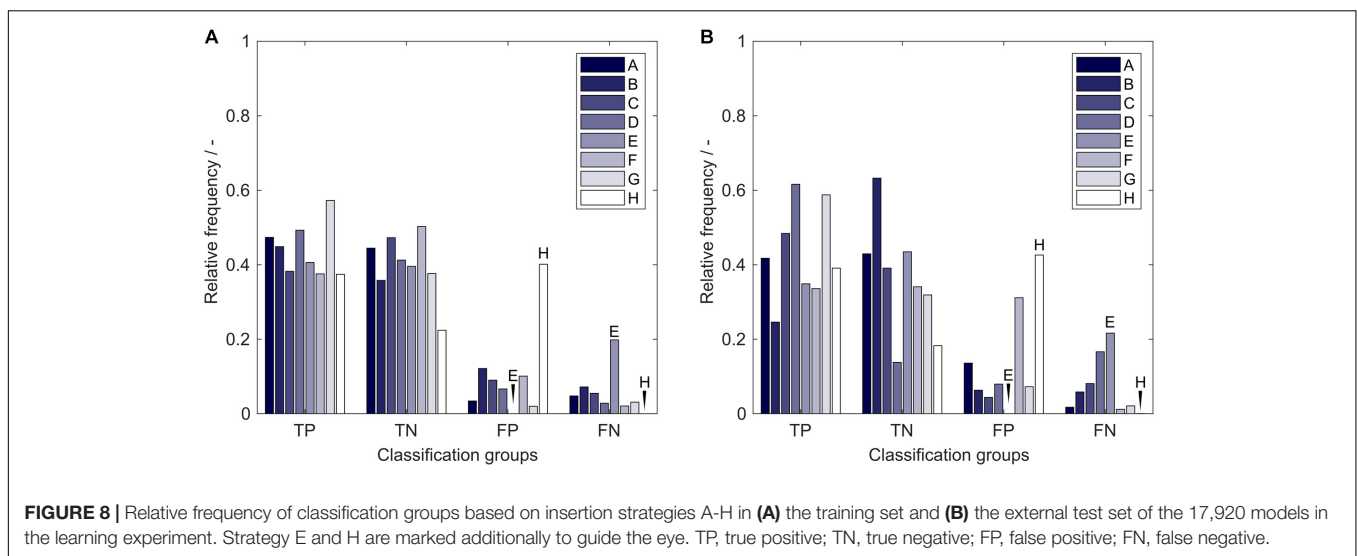 A
1
0.8
0.6
0.4
0.2
0
Relative frequency / -
TP
TN
FP
FN
Classification groups
A
B
C
D
E
F
G
H
E
H
E
H
B
1
0.8
0.6
0.4
0.2
0
Relative frequency / -
TP
TN
FP
FN
Classification groups
A
B
C
D
E
F
G
H
E
H
E
H
FIGURE 8 | Relative frequency of classification groups based on insertion strategies A-H in (A) the training set and (B) the external test set of the 17,920 models in
the learning experiment. Strategy E and H are marked additionally to guide the eye. TP, true positive; TN, true negative; FP, false positive; FN, false negative.